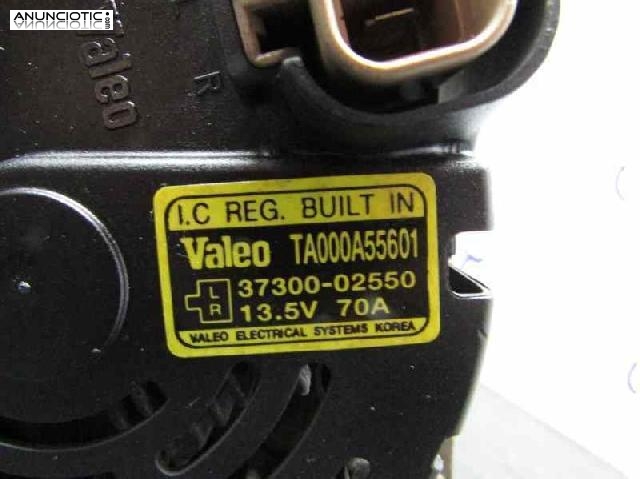 ANUNCIOTIC
Valeo
R
I.C REG. BUILT IN
Valeo TA000A55601
L 37300-02550
R 13.5V 70A
VALEO ELECTRICAL SYSTEMS KOREA